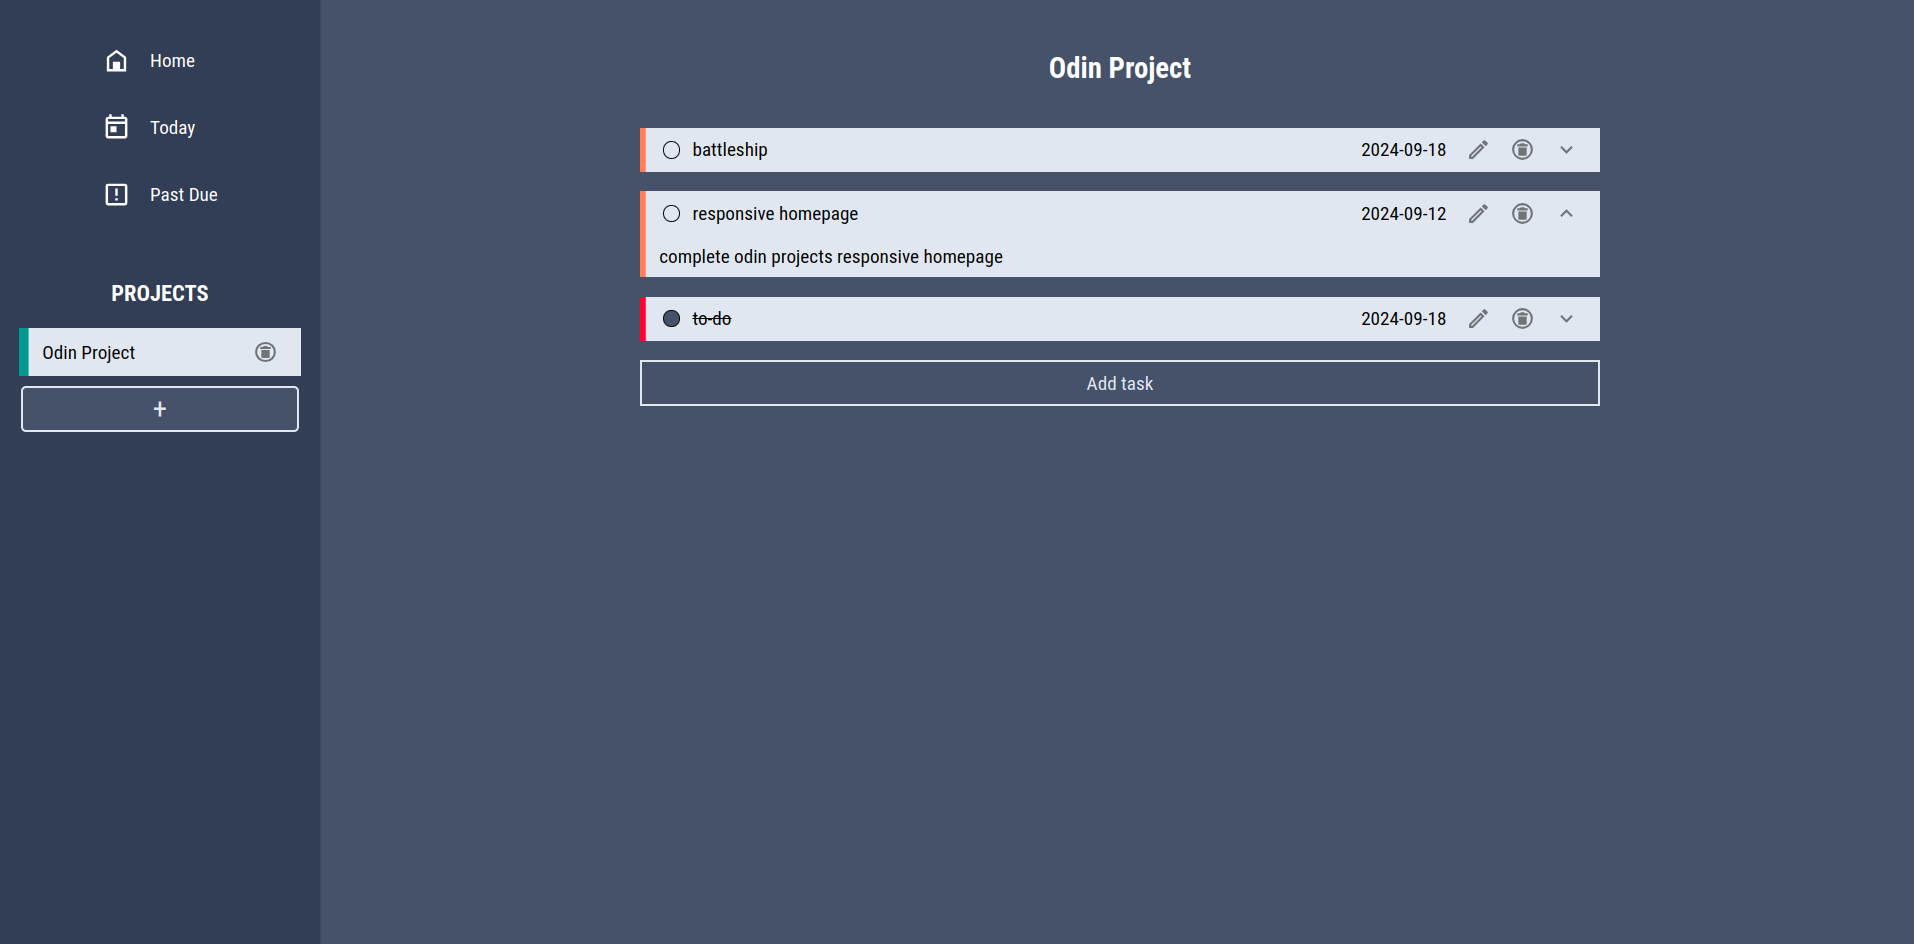 Home
Today
Past Due
PROJECTS
Odin Project
+
Odin Project
battleship 2024-09-18
responsive homepage 2024-09-12
complete odin projects responsive homepage
to-do 2024-09-18
Add task